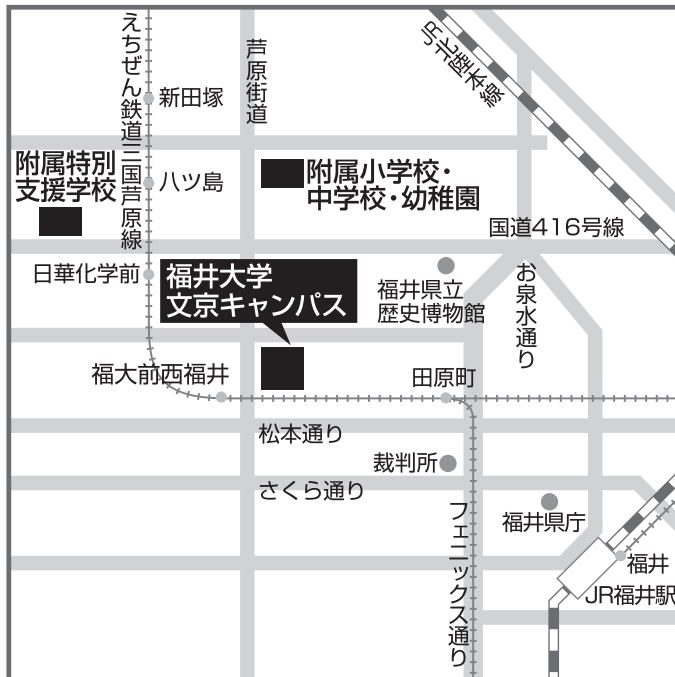 えちぜん鉄道三国芦原線
芦原街道
JR北陸本線
新田塚
附属特別
支援学校
八ツ島
附属小学校・
中学校・幼稚園
国道416号線
日華化学前
福井大学
文京キャンパス
福井県立
歴史博物館
お泉水通り
福大前西福井
田原町
松本通り
裁判所
さくら通り
フェニックス通り
福井県庁
福井
JR福井駅